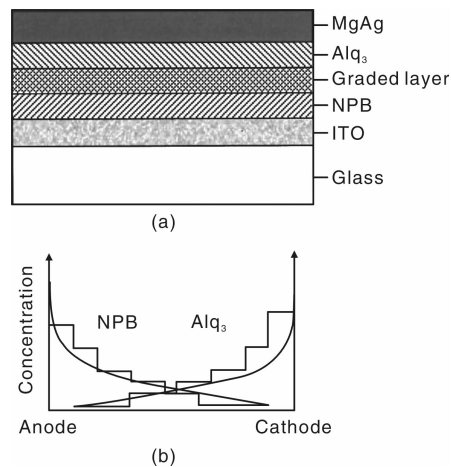 MgAg
Alq₃
Graded layer
NPB
ITO
Glass
(a)
Concentration
NPB
Alq₃
Anode
Cathode
(b)